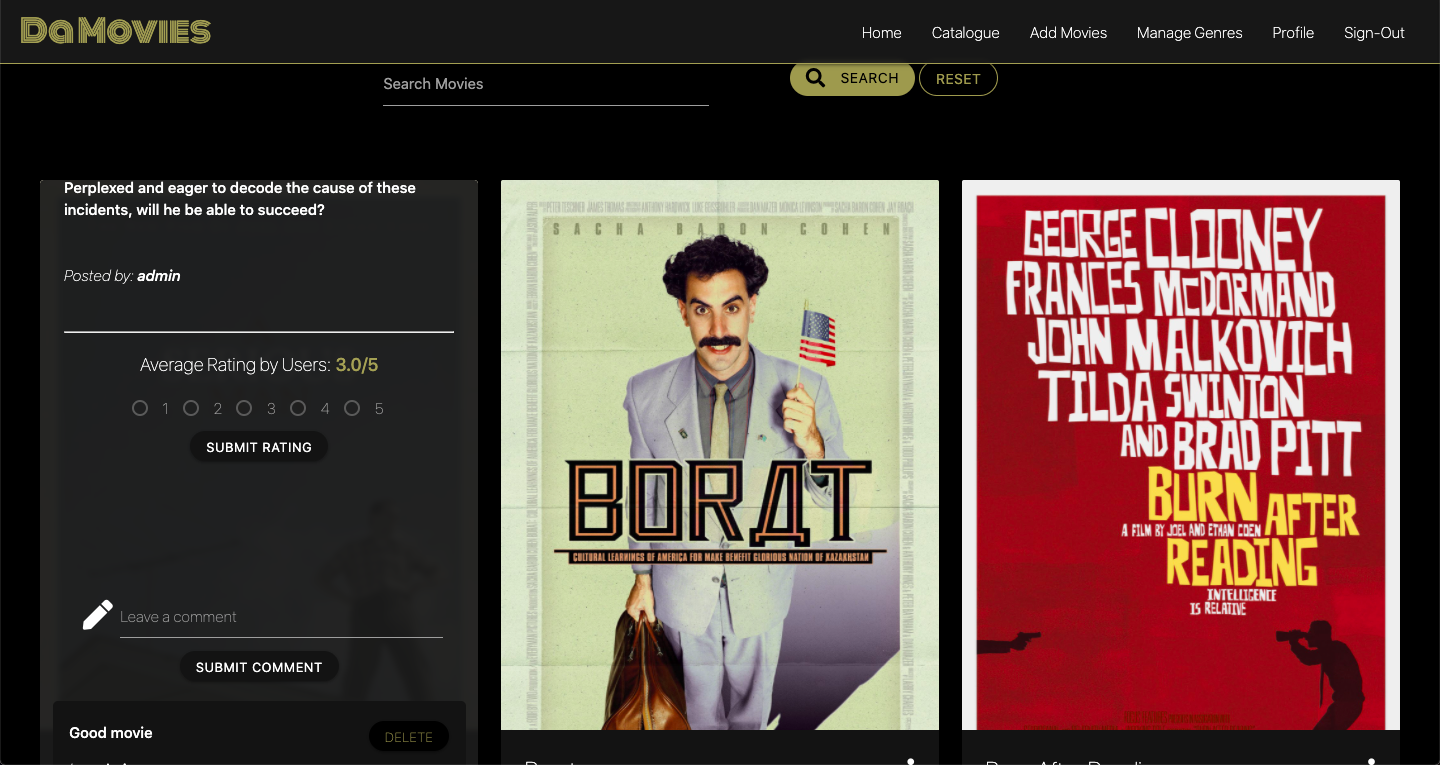 DaMovies
Home
Catalogue
Add Movies
Manage Genres
Profile
Sign-Out
Search Movies
SEARCH
RESET
Perplexed and eager to decode the cause of these
incidents, will he be able to succeed?
Posted by: admin
Average Rating by Users: 3.0/5
1 2 3 4 5
SUBMIT RATING
Leave a comment
SUBMIT COMMENT
Good movie
DELETE
SACHA BARON COHEN
BORДT
CULTURAL LEARNINGS OF AMERICA FOR MAKE BENEFIT GLORIOUS NATION OF KAZAKHSTAN
GEORGE CLOONEY
FRANCES McDORMAND
JOHN MALKOVICH
TILDA SWINTON
AND BRAD PITT
BURN AFTER
A FILM BY JOEL AND ETHAN COEN
READING
INTELLIGENCE
IS RELATIVE